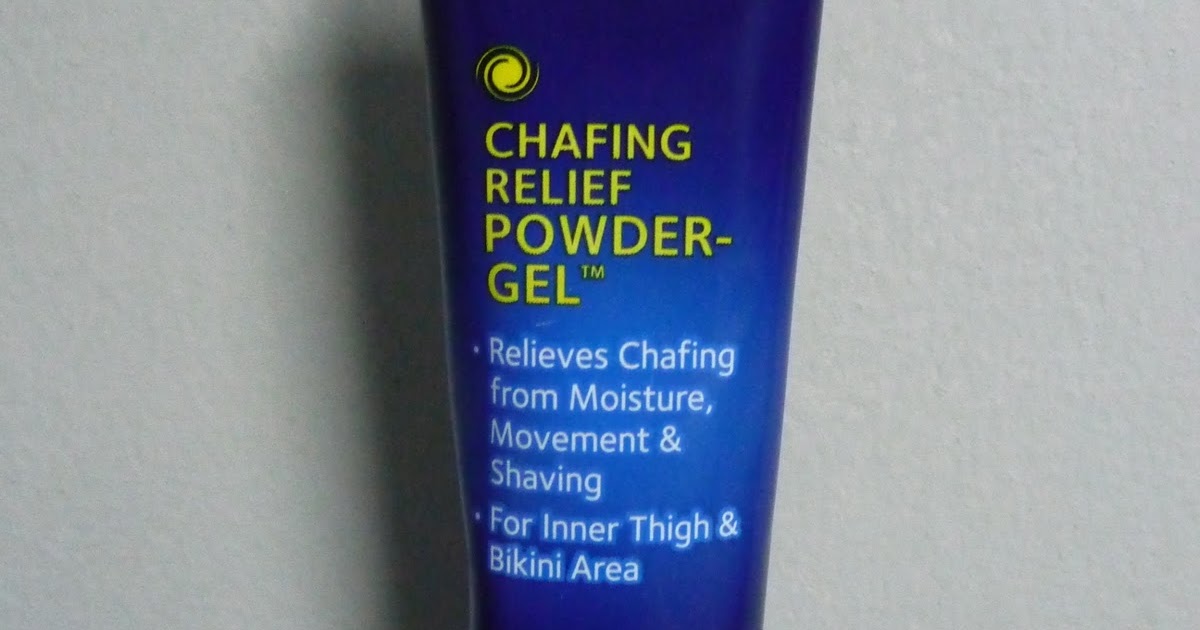 CHAFING
RELIEF
POWDER-
GEL™
· Relieves Chafing
from Moisture,
Movement &
Shaving
· For Inner Thigh &
Bikini Area